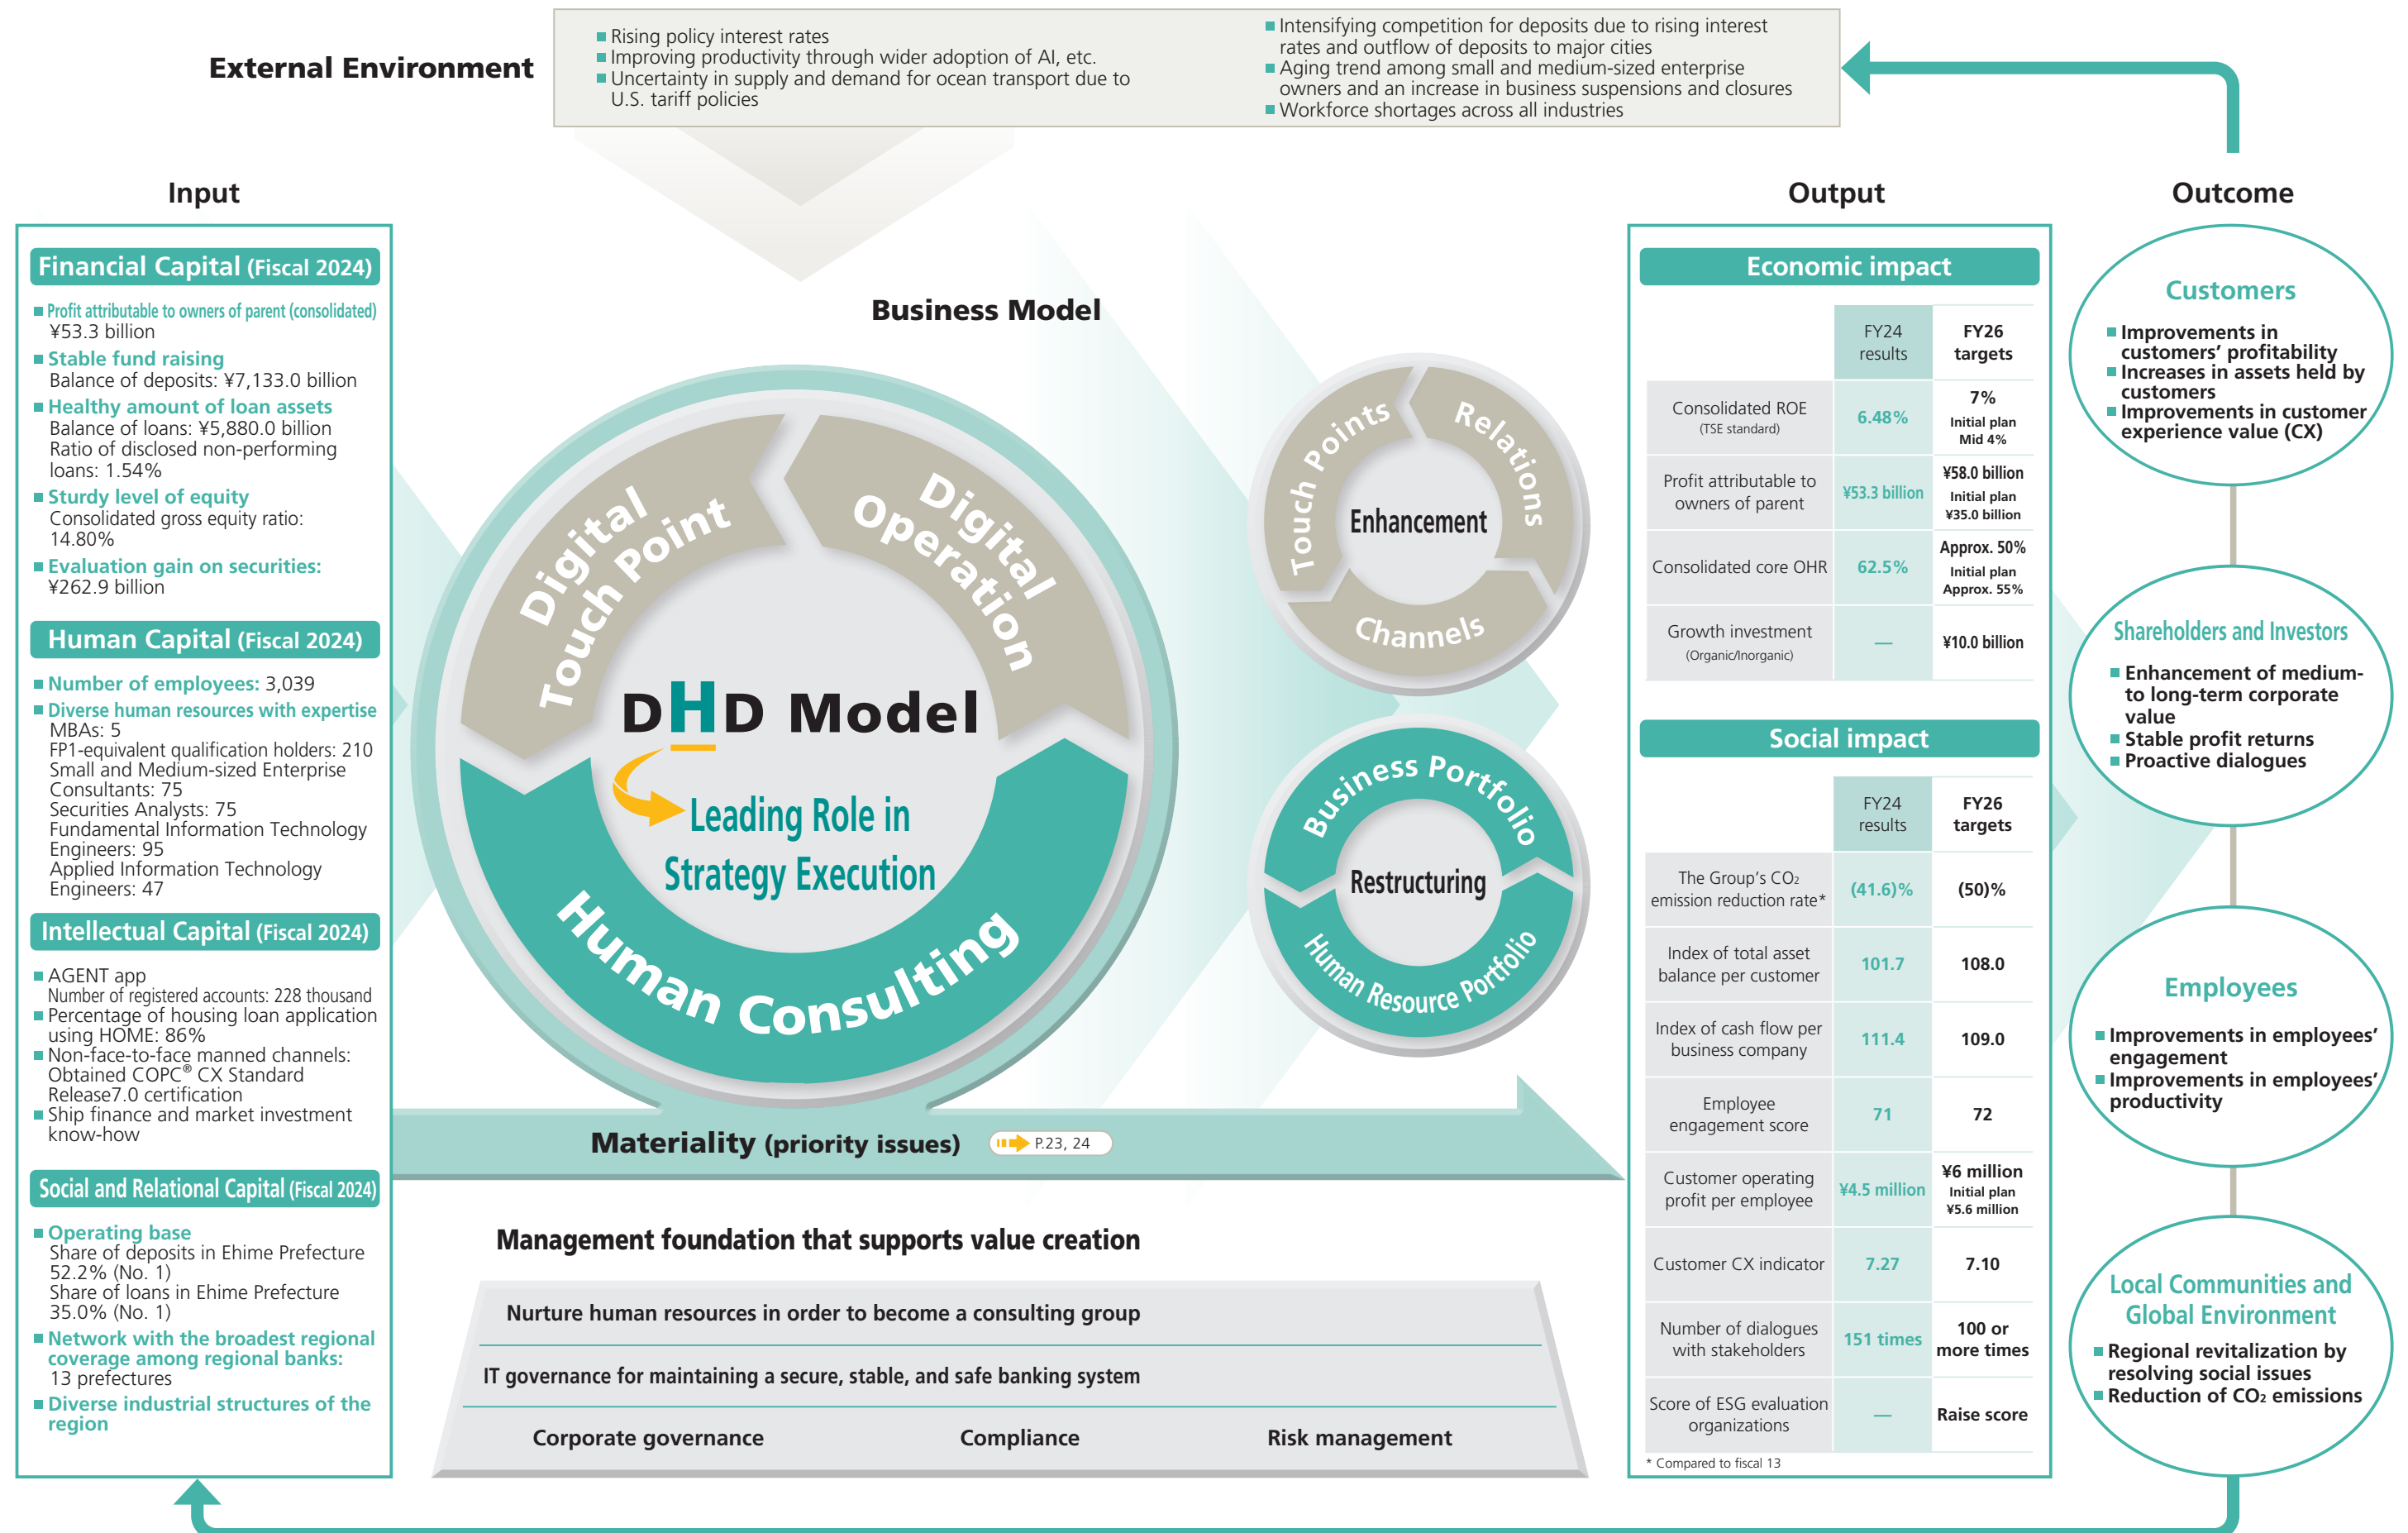 External Environment
■ Rising policy interest rates
■ Improving productivity through wider adoption of AI, etc.
■ Uncertainty in supply and demand for ocean transport due to
U.S. tariff policies
■ Intensifying competition for deposits due to rising interest
rates and outflow of deposits to major cities
■ Aging trend among small and medium-sized enterprise
owners and an increase in business suspensions and closures
■ Workforce shortages across all industries
Input
Financial Capital (Fiscal 2024)
■ Profit attributable to owners of parent (consolidated)
¥53.3 billion
■ Stable fund raising
Balance of deposits: ¥7,133.0 billion
■ Healthy amount of loan assets
Balance of loans: ¥5,880.0 billion
Ratio of disclosed non-performing
loans: 1.54%
■ Sturdy level of equity
Consolidated gross equity ratio:
14.80%
■ Evaluation gain on securities:
¥262.9 billion
Human Capital (Fiscal 2024)
■ Number of employees: 3,039
■ Diverse human resources with expertise
MBAs: 5
FP1-equivalent qualification holders: 210
Small and Medium-sized Enterprise
Consultants: 75
Securities Analysts: 75
Fundamental Information Technology
Engineers: 95
Applied Information Technology
Engineers: 47
Intellectual Capital (Fiscal 2024)
■ AGENT app
Number of registered accounts: 228 thousand
■ Percentage of housing loan application
using HOME: 86%
■ Non-face-to-face manned channels:
Obtained COPC® CX Standard
Release7.0 certification
■ Ship finance and market investment
know-how
Social and Relational Capital (Fiscal 2024)
■ Operating base
Share of deposits in Ehime Prefecture
52.2% (No. 1)
Share of loans in Ehime Prefecture
35.0% (No. 1)
■ Network with the broadest regional
coverage among regional banks:
13 prefectures
■ Diverse industrial structures of the
region
Business Model
Digital
Touch Point
Digital
Operation
DHD Model
Leading Role in
Strategy Execution
Human Consulting
Touch Points
Relations
Enhancement
Channels
Business Portfolio
Restructuring
Human Resource Portfolio
Materiality (priority issues)
P.23, 24
Management foundation that supports value creation
Nurture human resources in order to become a consulting group
IT governance for maintaining a secure, stable, and safe banking system
Corporate governance Compliance Risk management
Output
Economic impact
FY24
results
FY26
targets
Consolidated ROE
(TSE standard)
6.48%
7%
Initial plan
Mid 4%
Profit attributable to
owners of parent
¥53.3 billion
¥58.0 billion
Initial plan
¥35.0 billion
Consolidated core OHR
62.5%
Approx. 50%
Initial plan
Approx. 55%
Growth investment
(Organic/Inorganic)
—
¥10.0 billion
Social impact
FY24
results
FY26
targets
The Group's CO₂
emission reduction rate*
(41.6)%
(50)%
Index of total asset
balance per customer
101.7
108.0
Index of cash flow per
business company
111.4
109.0
Employee
engagement score
71
72
Customer operating
profit per employee
¥4.5 million
¥6 million
Initial plan
¥5.6 million
Customer CX indicator
7.27
7.10
Number of dialogues
with stakeholders
151 times
100 or
more times
Score of ESG evaluation
organizations
—
Raise score
* Compared to fiscal 13
Outcome
Customers
■ Improvements in
customers' profitability
■ Increases in assets held by
customers
■ Improvements in customer
experience value (CX)
Shareholders and Investors
■ Enhancement of medium-
to long-term corporate
value
■ Stable profit returns
■ Proactive dialogues
Employees
■ Improvements in employees'
engagement
■ Improvements in employees'
productivity
Local Communities and
Global Environment
■ Regional revitalization by
resolving social issues
■ Reduction of CO₂ emissions